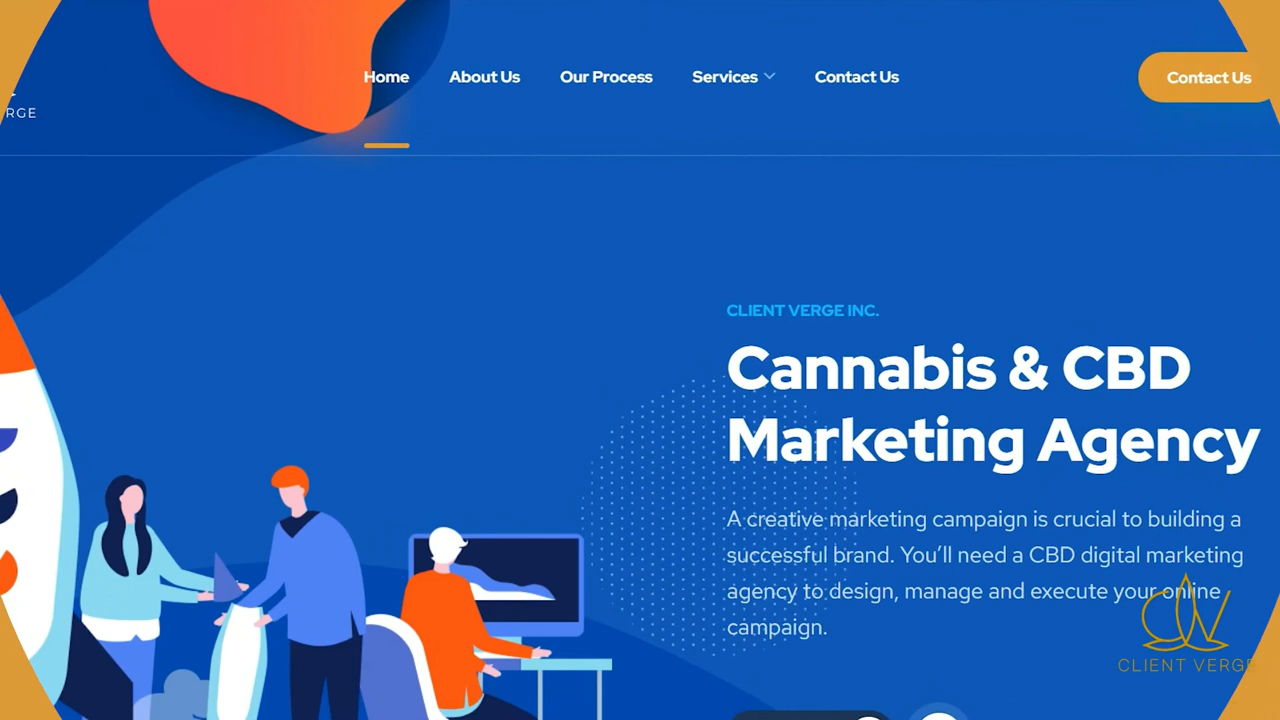 Home
About Us
Our Process
Services
Contact Us
Contact Us
ERGE
CLIENT VERGE INC.
Cannabis & CBD
Marketing Agency
A creative marketing campaign is crucial to building a
successful brand. You’ll need a CBD digital marketing
agency to design, manage and execute your online
campaign.
CLIENT VERGE